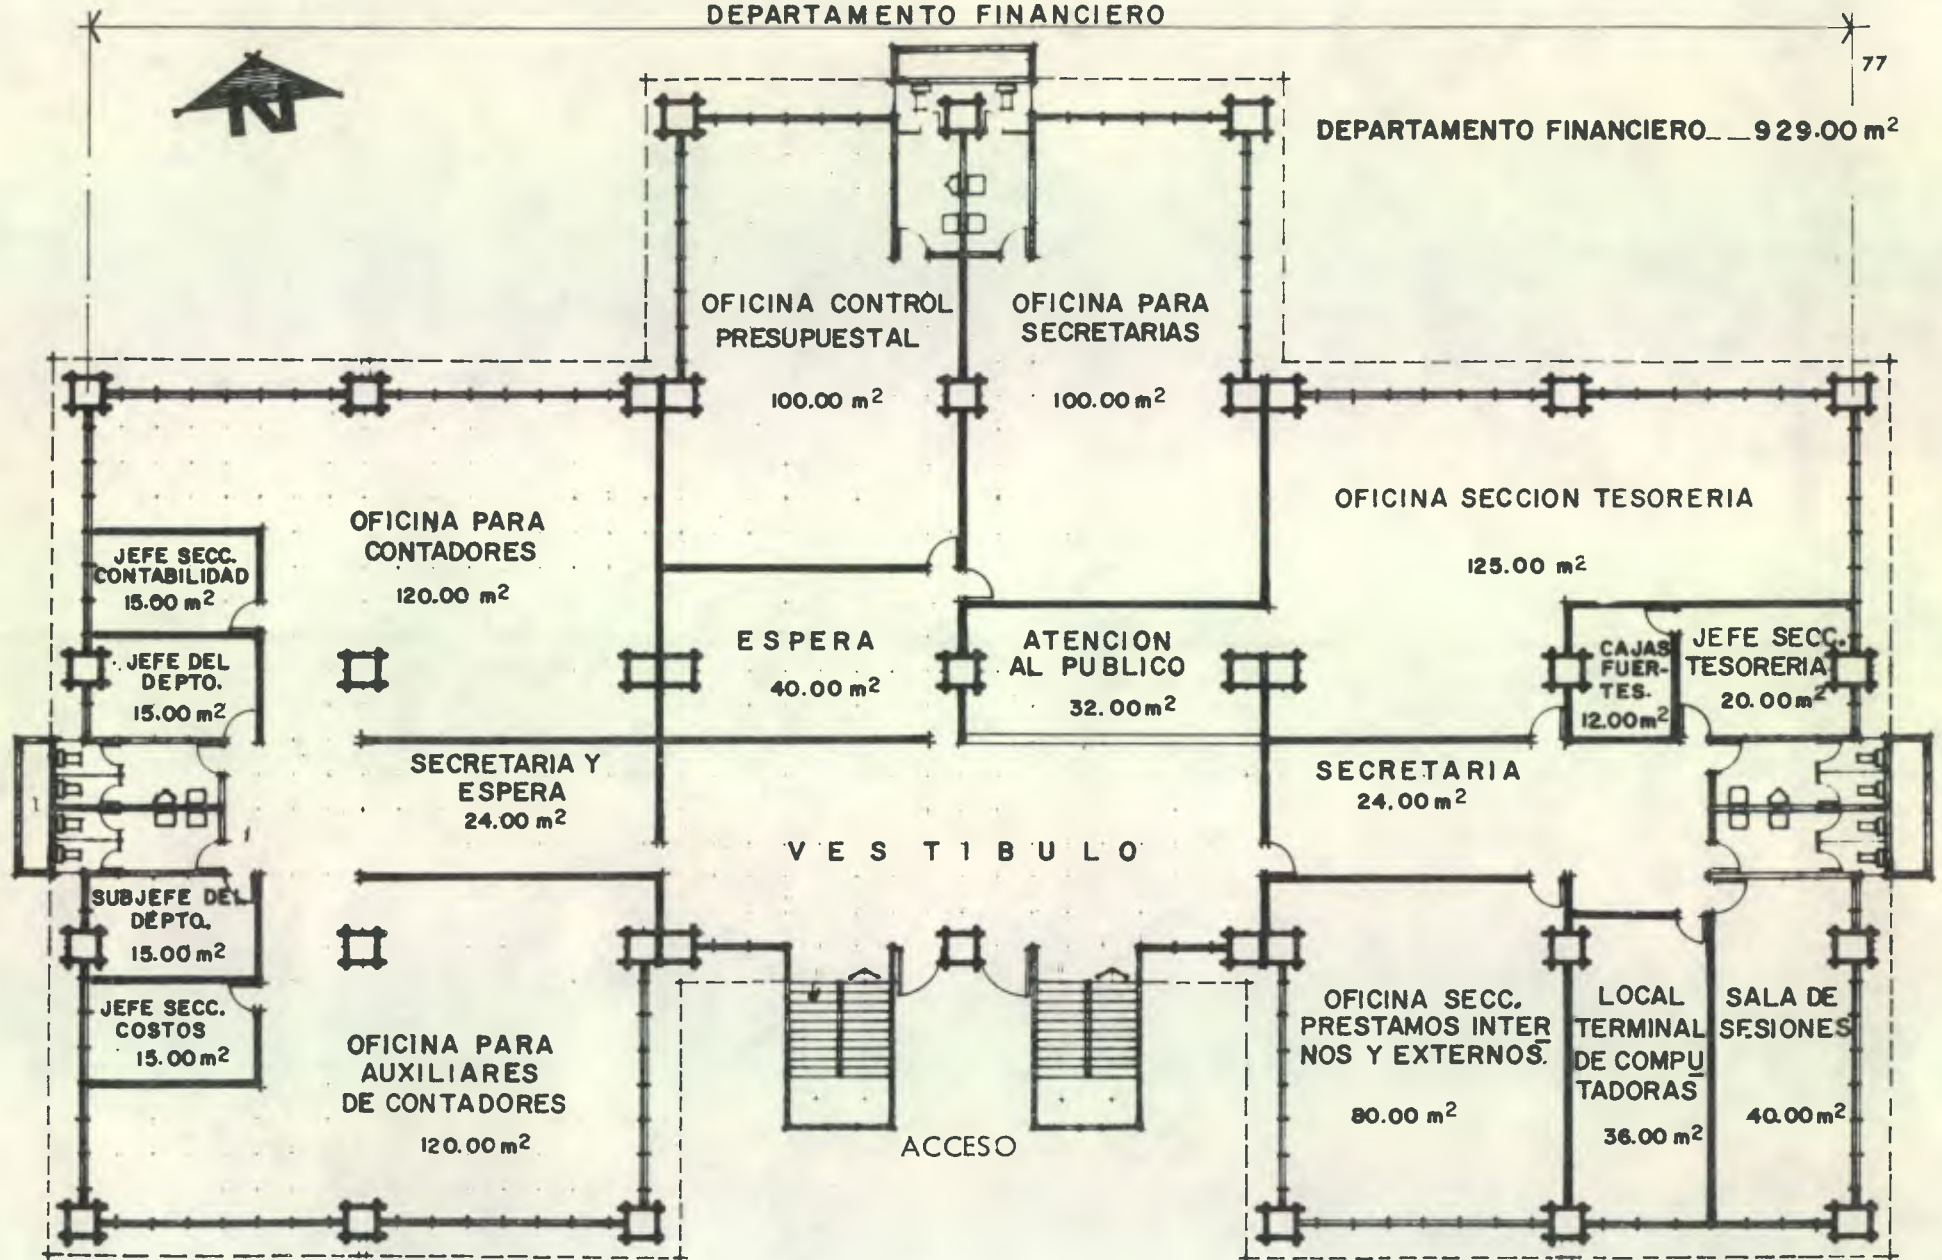 DEPARTAMENTO FINANCIERO
77
N
DEPARTAMENTO FINANCIERO__929.00 m²
OFICINA CONTROL
PRESUPUESTAL
100.00 m²
OFICINA PARA
SECRETARIAS
100.00 m²
OFICINA PARA
CONTADORES
120.00 m²
OFICINA SECCION TESORERIA
125.00 m²
JEFE SECC.
CONTABILIDAD
15.00 m²
JEFE DEL
DEPTO.
15.00 m²
ESPERA
40.00 m²
ATENCION
AL PUBLICO
32.00 m²
CAJAS
FUER-
TES.
12.00 m²
JEFE SECC.
TESORERIA
20.00 m²
SECRETARIA Y
ESPERA
24.00 m²
SECRETARIA
24.00 m²
VESTIBULO
SUBJEFE DEL
DEPTO.
15.00 m²
JEFE SECC.
COSTOS
15.00 m²
OFICINA PARA
AUXILIARES
DE CONTADORES
120.00 m²
ACCESO
OFICINA SECC.
PRESTAMOS INTER
NOS Y EXTERNOS.
80.00 m²
LOCAL
TERMINAL
DE COMPU
TADORAS
36.00 m²
SALA DE
SESIONES
40.00 m²